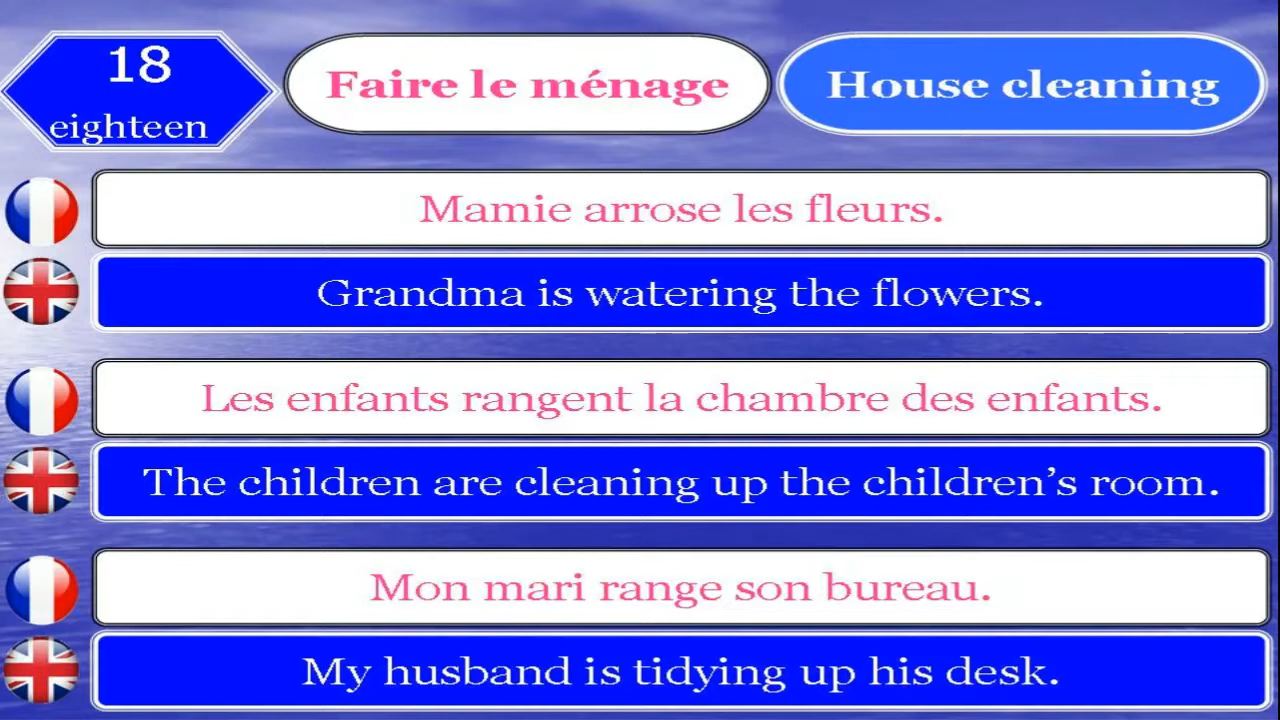 18
eighteen
Faire le ménage
House cleaning
Mamie arrose les fleurs.
Grandma is watering the flowers.
Les enfants rangent la chambre des enfants.
The children are cleaning up the children’s room.
Mon mari range son bureau.
My husband is tidying up his desk.